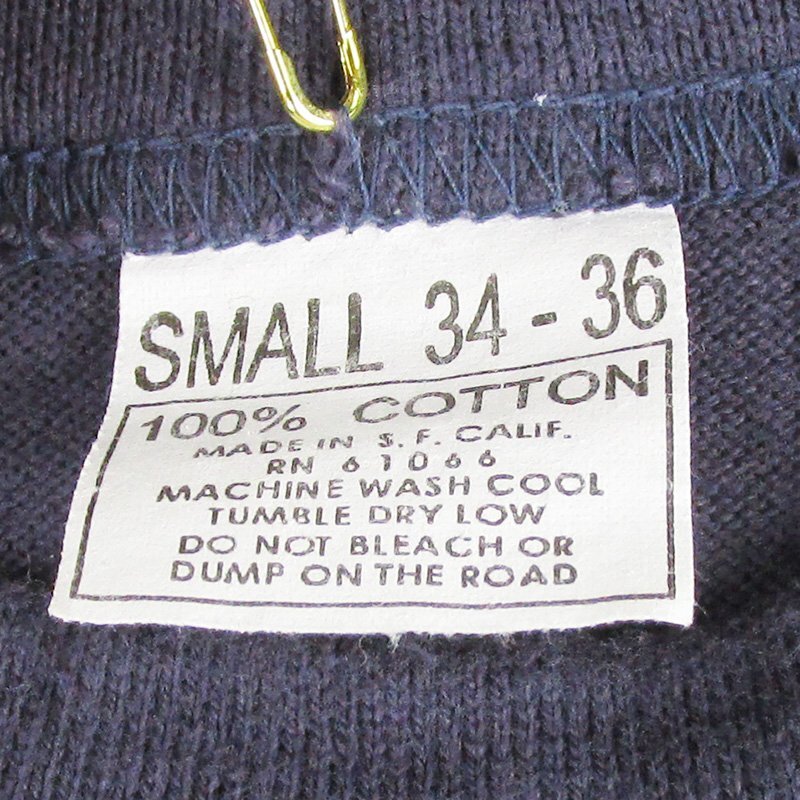 SMALL 34 - 36
100% COTTON
MADE IN S. F. CALIF.
RN 61066
MACHINE WASH COOL
TUMBLE DRY LOW
DO NOT BLEACH OR
DUMP ON THE ROAD